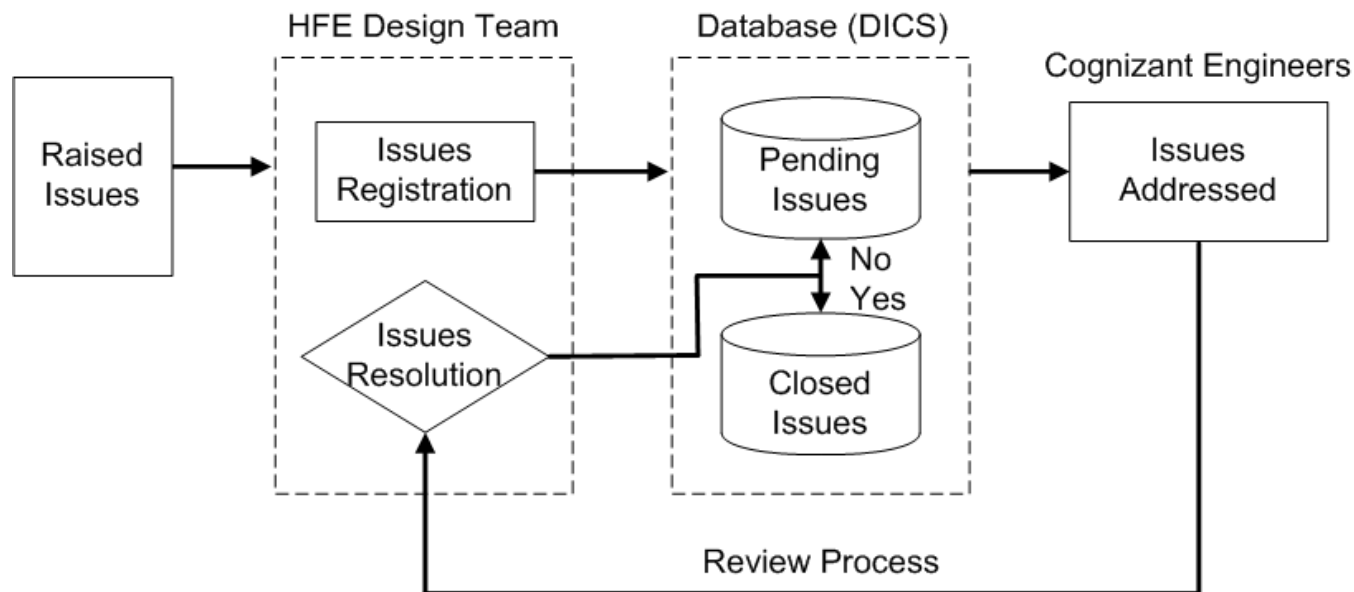 HFE Design Team
Database (DICS)
Cognizant Engineers
Raised
Issues
Issues
Registration
Pending
Issues
Issues
Addressed
No
Yes
Issues
Resolution
Closed
Issues
Review Process